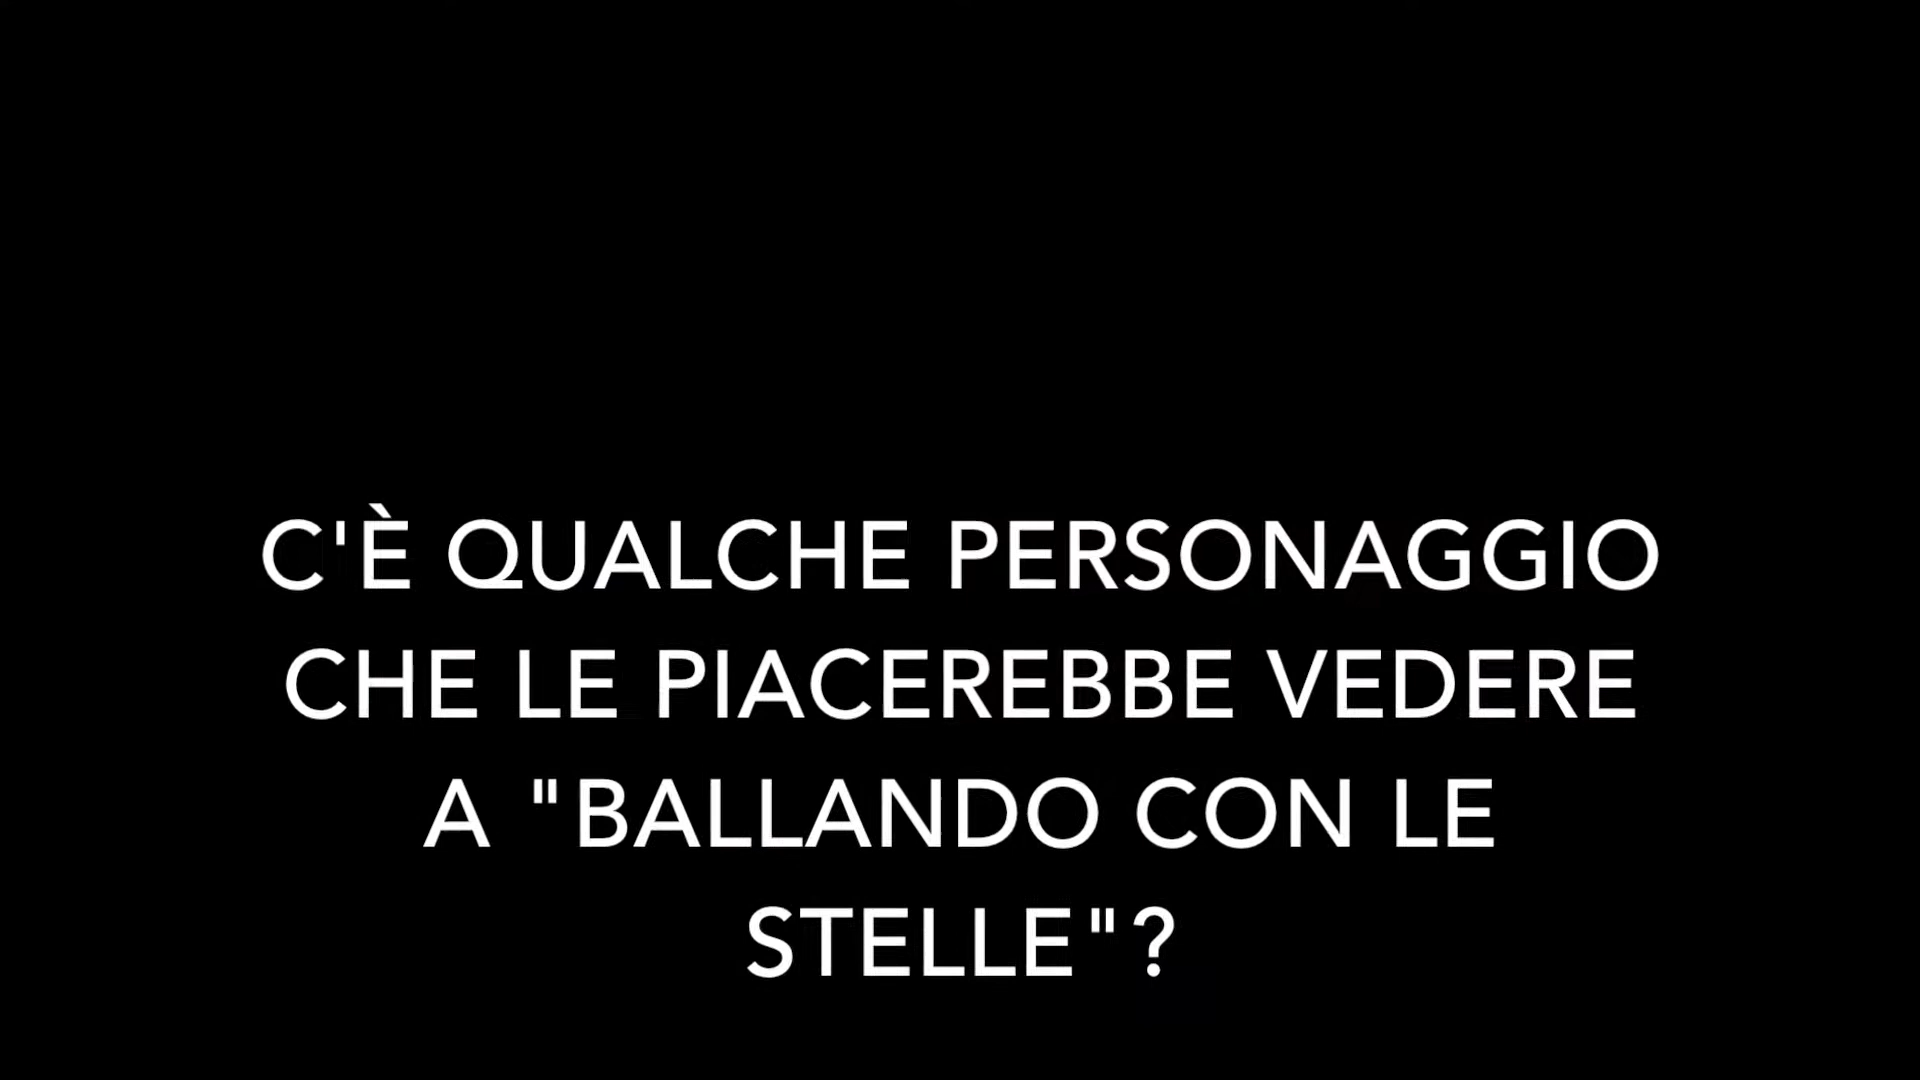 C'È QUALCHE PERSONAGGIO
CHE LE PIACEREBBE VEDERE
A "BALLANDO CON LE
STELLE"?